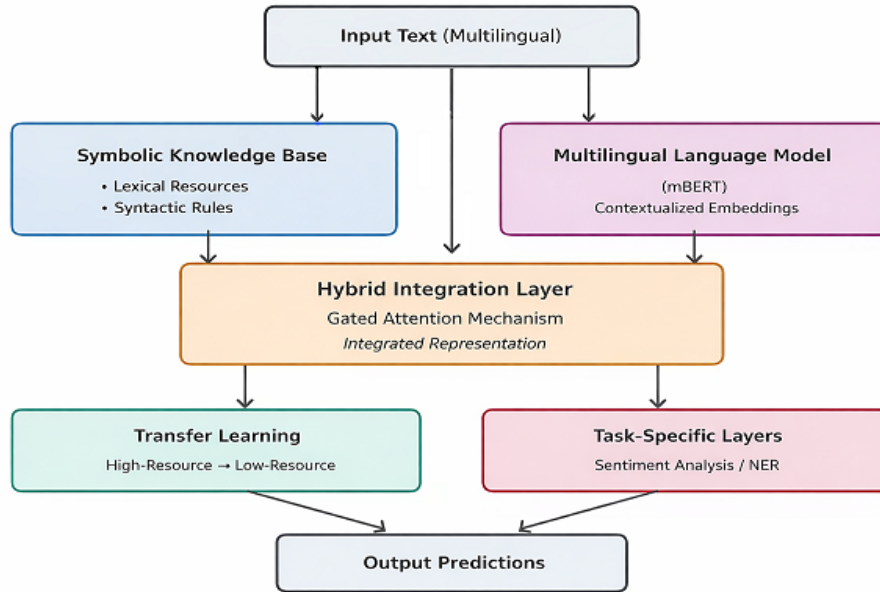 Input Text (Multilingual)
Symbolic Knowledge Base
• Lexical Resources
• Syntactic Rules
Multilingual Language Model
(mBERT)
Contextualized Embeddings
Hybrid Integration Layer
Gated Attention Mechanism
Integrated Representation
Transfer Learning
High-Resource → Low-Resource
Task-Specific Layers
Sentiment Analysis / NER
Output Predictions